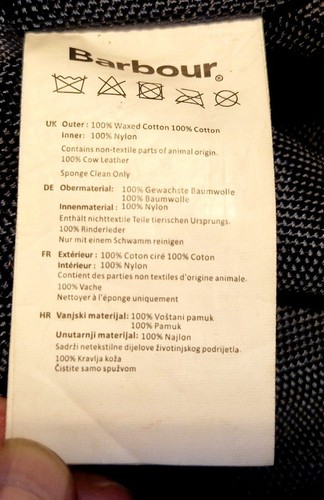 Barbour®
UK Outer : 100% Waxed Cotton 100% Cotton
Inner: 100% Nylon
Contains non-textile parts of animal origin.
100% Cow Leather
Sponge Clean Only
DE Obermaterial: 100% Gewachste Baumwolle
100% Baumwolle
Innenmaterial: 100% Nylon
Enthält nichttextile Teile tierischen Ursprungs.
100% Rinderleder
Nur mit einem Schwamm reinigen
FR Extérieur : 100% Coton ciré 100% Coton
Intérieur : 100% Nylon
Contient des parties non textiles d'origine animale.
100% Vache
Nettoyer à l'éponge uniquement
HR Vanjski materijal: 100% Voštani pamuk
100% Pamuk
Unutarnji materijal: 100% Najlon
Sadrži netekstilne dijelove životinjskog podrijetla.
100% Kravlja koža
Čistite samo spužvom